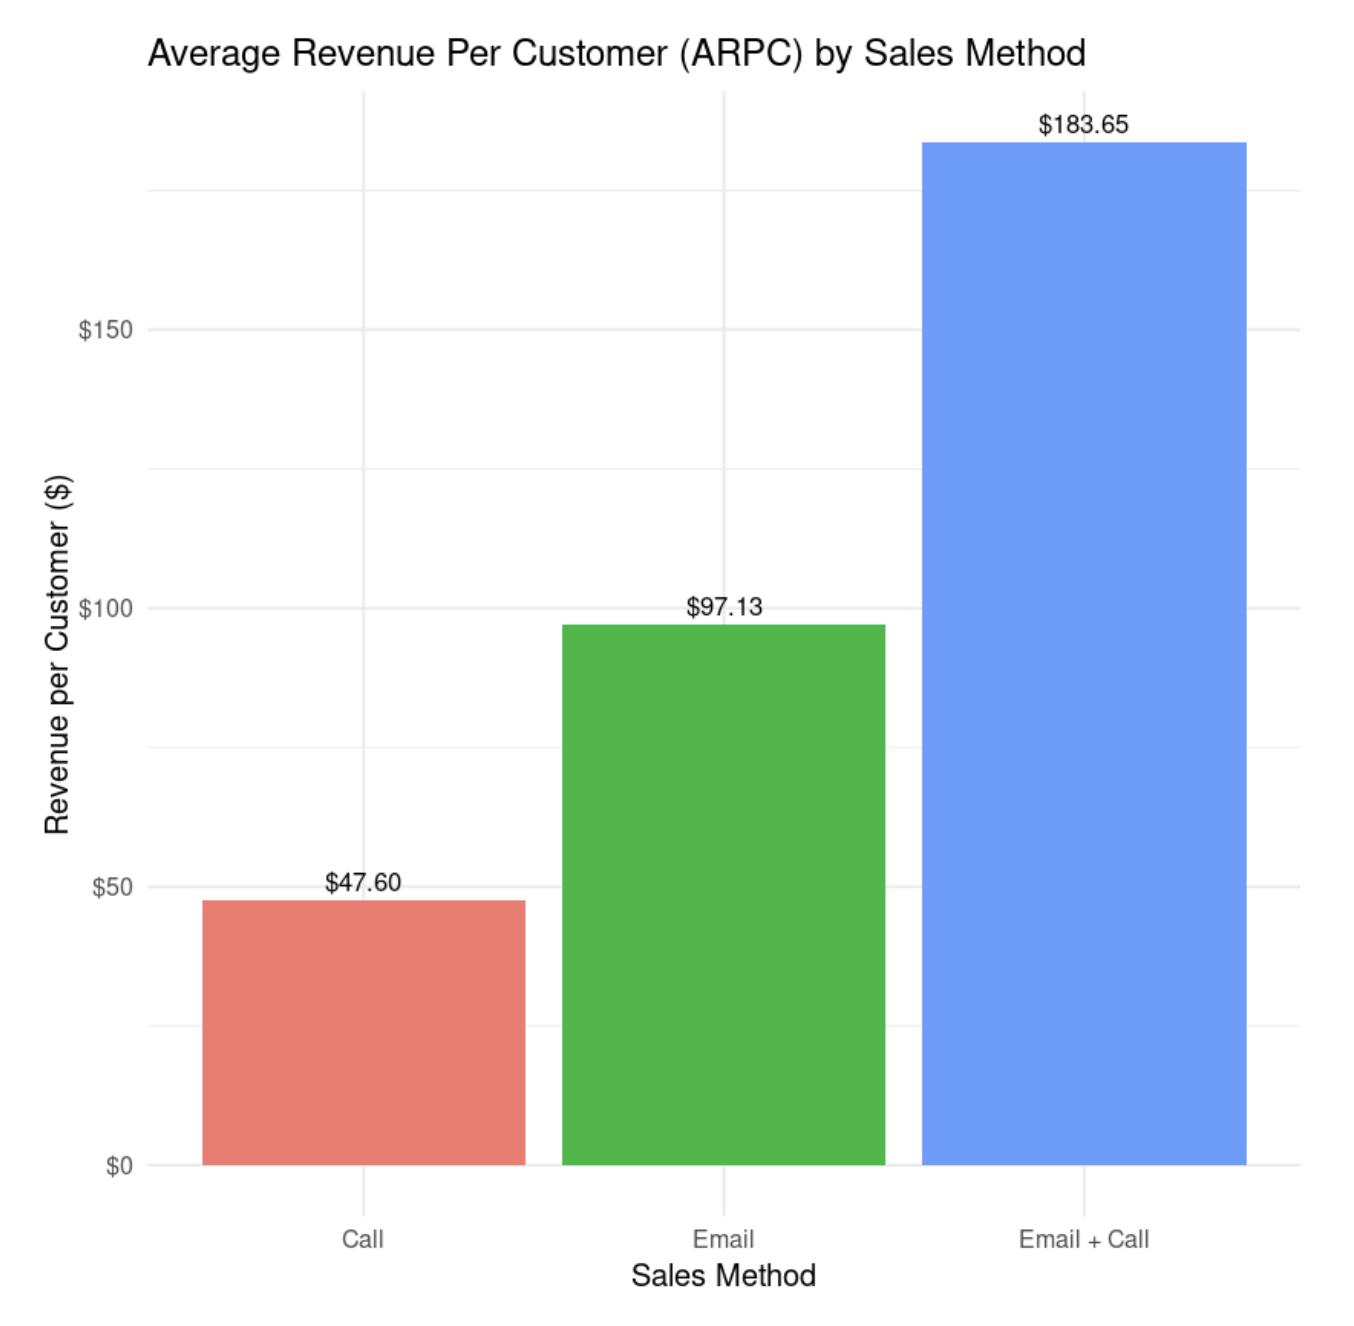 Average Revenue Per Customer (ARPC) by Sales Method
$183.65
$150
Revenue per Customer ($)
$100
$97.13
$50
$47.60
$0
Call
Email
Email + Call
Sales Method